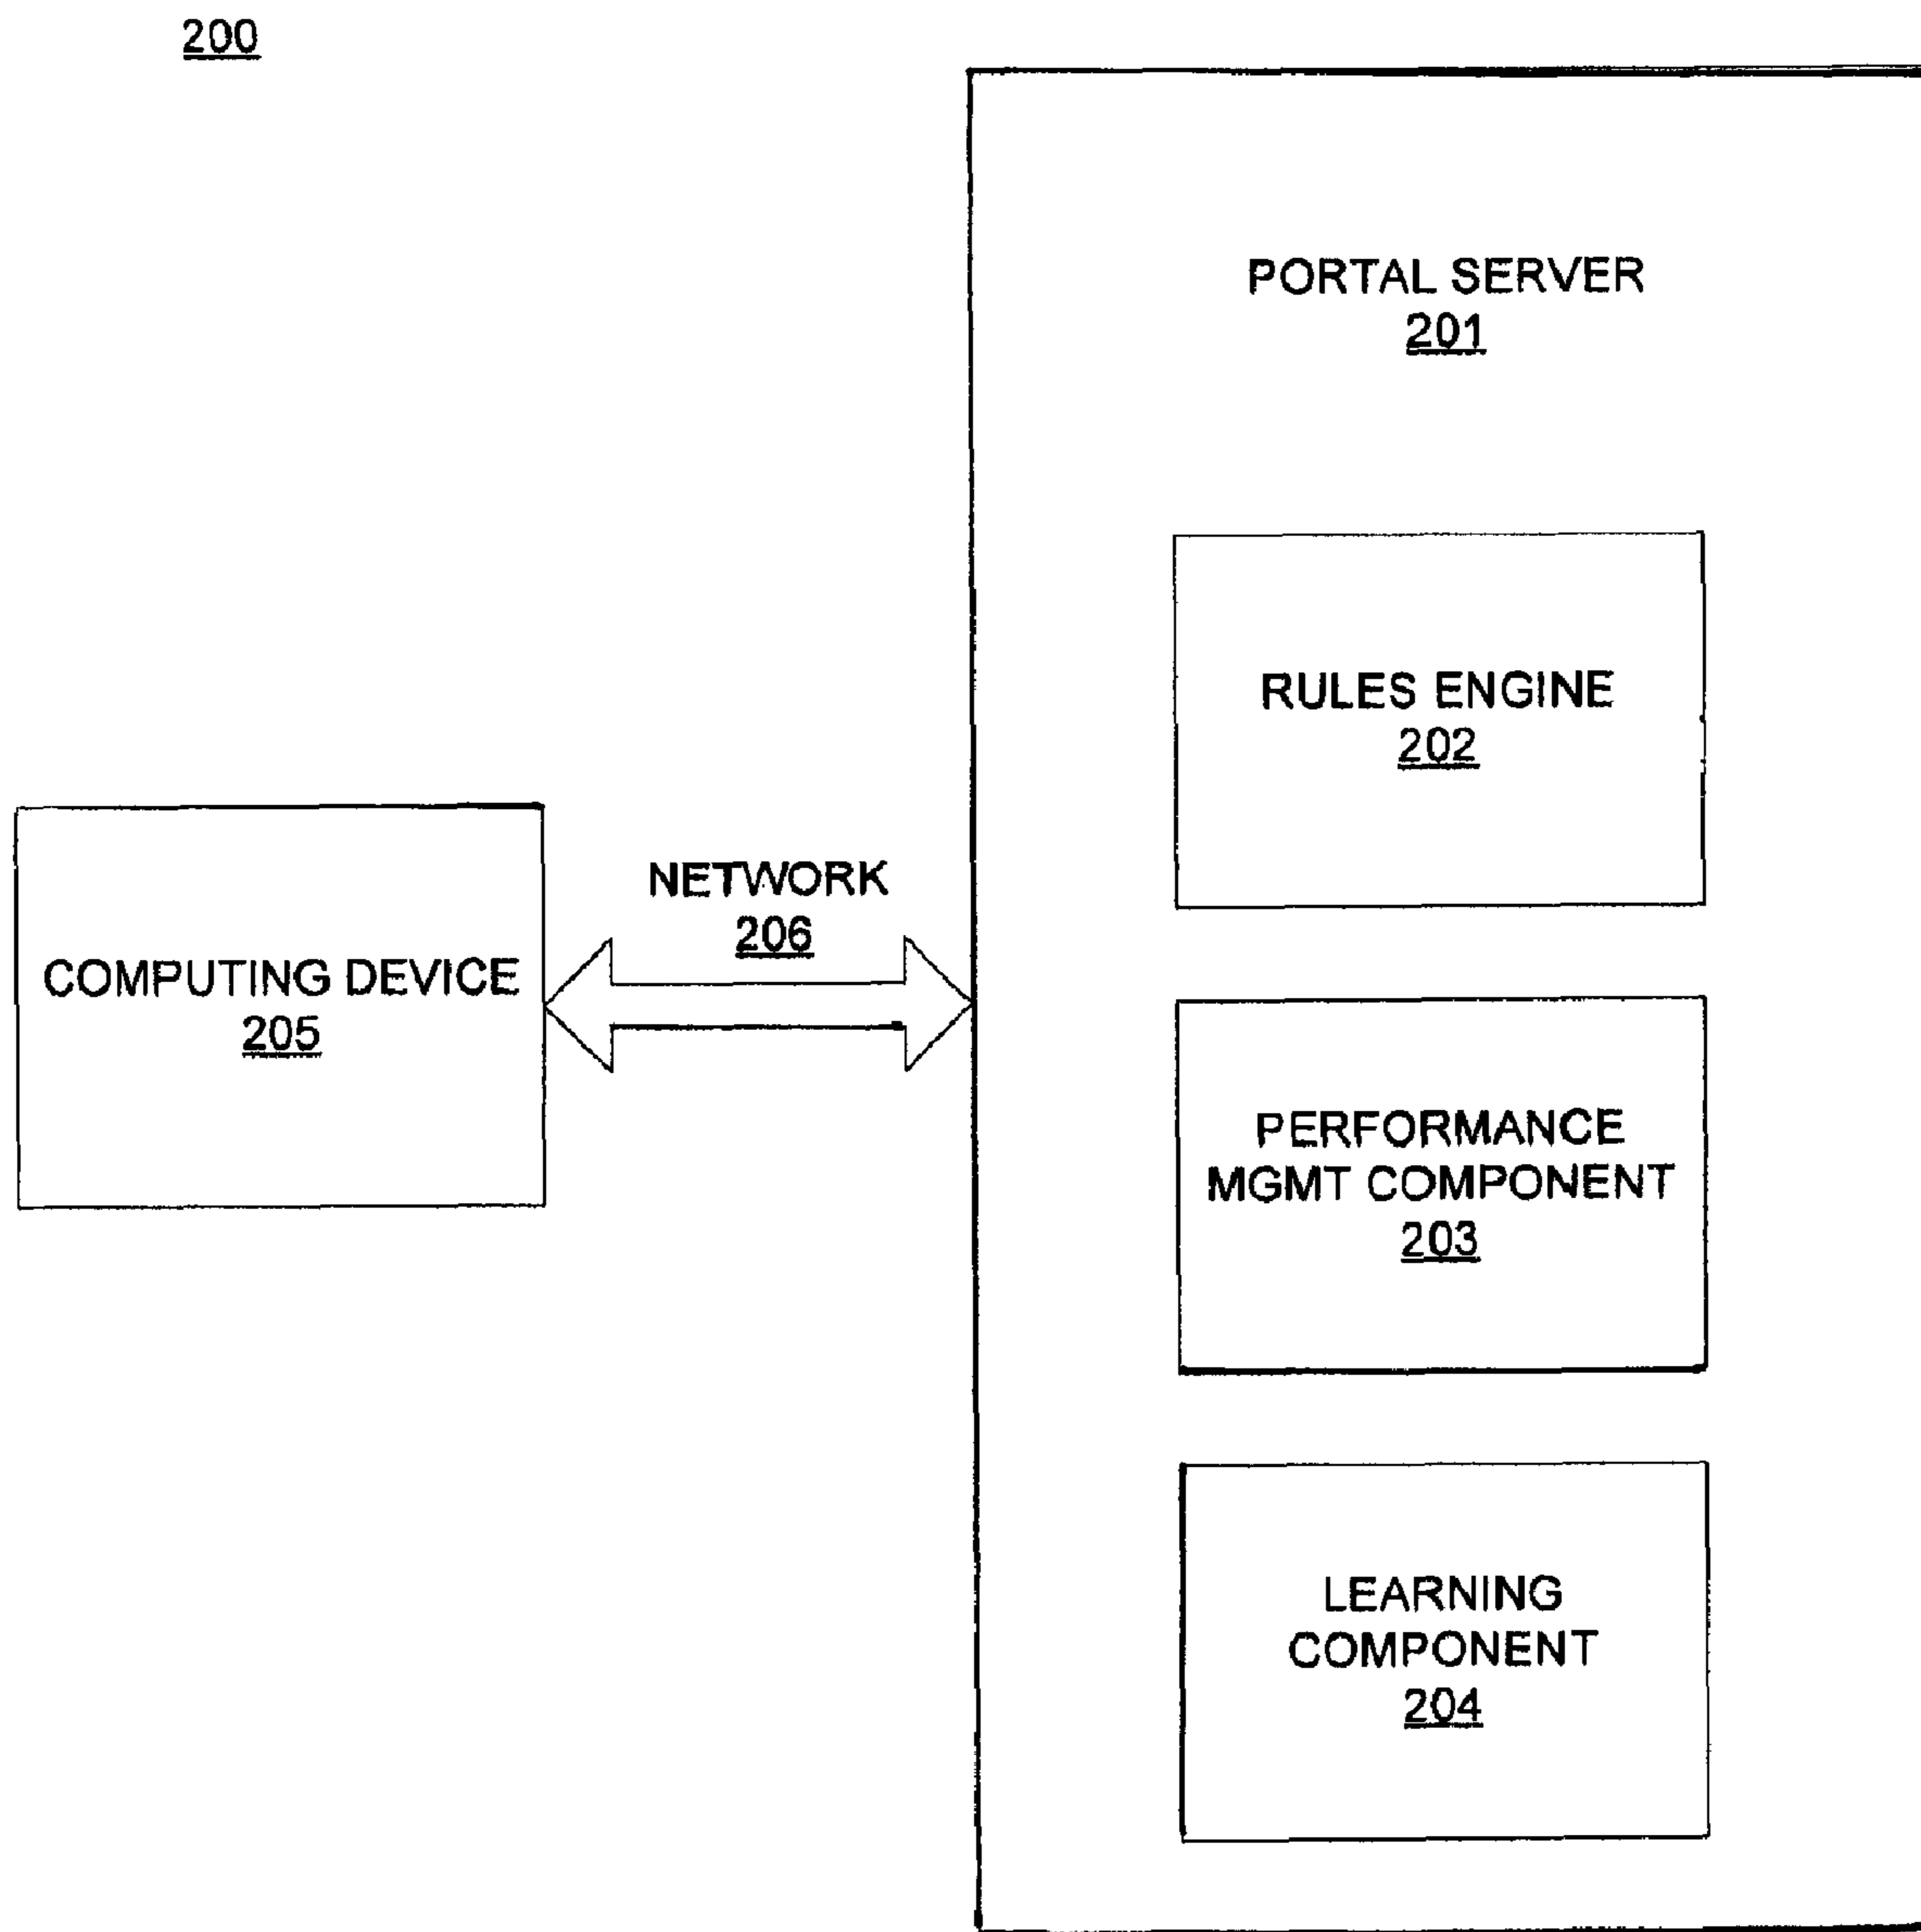 200
PORTAL SERVER
201
RULES ENGINE
202
NETWORK
206
COMPUTING DEVICE
205
PERFORMANCE
MGMT COMPONENT
203
LEARNING
COMPONENT
204